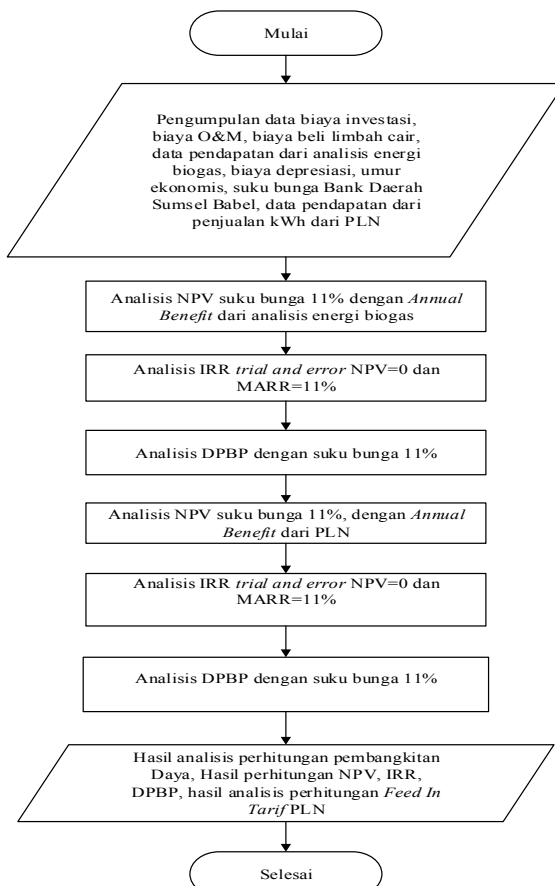 Mulai
Pengumpulan data biaya investasi,
biaya O&M, biaya beli limbah cair,
data pendapatan dari analisis energi
biogas, biaya depresiasi, umur
ekonomis, suku bunga Bank Daerah
Sumsel Babel, data pendapatan dari
penjualan kWh dari PLN
Analisis NPV suku bunga 11% dengan Annual
Benefit dari analisis energi biogas
Analisis IRR trial and error NPV=0 dan
MARR=11%
Analisis DPBP dengan suku bunga 11%
Analisis NPV suku bunga 11%, dengan Annual
Benefit dari PLN
Analisis IRR trial and error NPV=0 dan
MARR=11%
Analisis DPBP dengan suku bunga 11%
Hasil analisis perhitungan pembangkitan
Daya, Hasil perhitungan NPV, IRR,
DPBP, hasil analisis perhitungan Feed In
Tarif PLN
Selesai